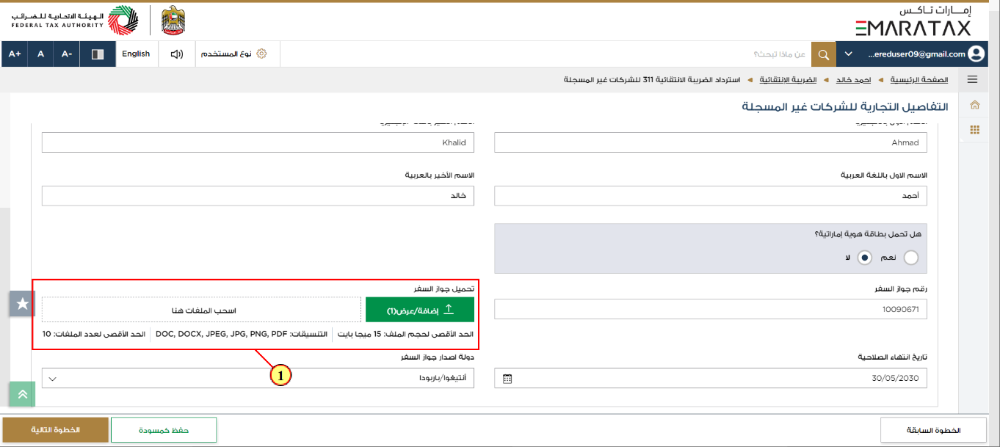 إمارات تاكس
EMARATAX
الهيئة الاتحادية للضرائب
FEDERAL TAX AUTHORITY
...ereduser09@gmail.com
عن ماذا تبحث؟
نوع المستخدم
English
A-
A
A+
الصفحة الرئيسية ◄ احمد خالد ◄ الضريبة الانتقائية ◄ استرداد الضريبة الانتقائية 311 للشركات غير المسجلة
التفاصيل التجارية للشركات غير المسجلة
Ahmad
Khalid
الاسم الاول باللغة العربية
الاسم الأخير بالعربية
أحمد
خالد
هل تحمل بطاقة هوية إماراتية؟
نعم
لا
رقم جواز السفر
تحميل جواز السفر
10090671
إضافة/عرض(1)
اسحب الملفات هنا
الحد الأقصى لحجم الملف: 15 ميجا بايت
التنسيقات: DOC, DOCX, JPEG, JPG, PNG, PDF
الحد الأقصى لعدد الملفات: 10
تاريخ انتهاء الصلاحية
دولة اصدار جواز السفر
30/05/2030
أنتيغوا/باربودا
1
الخطوة السابقة
حفظ كمسودة
الخطوة التالية